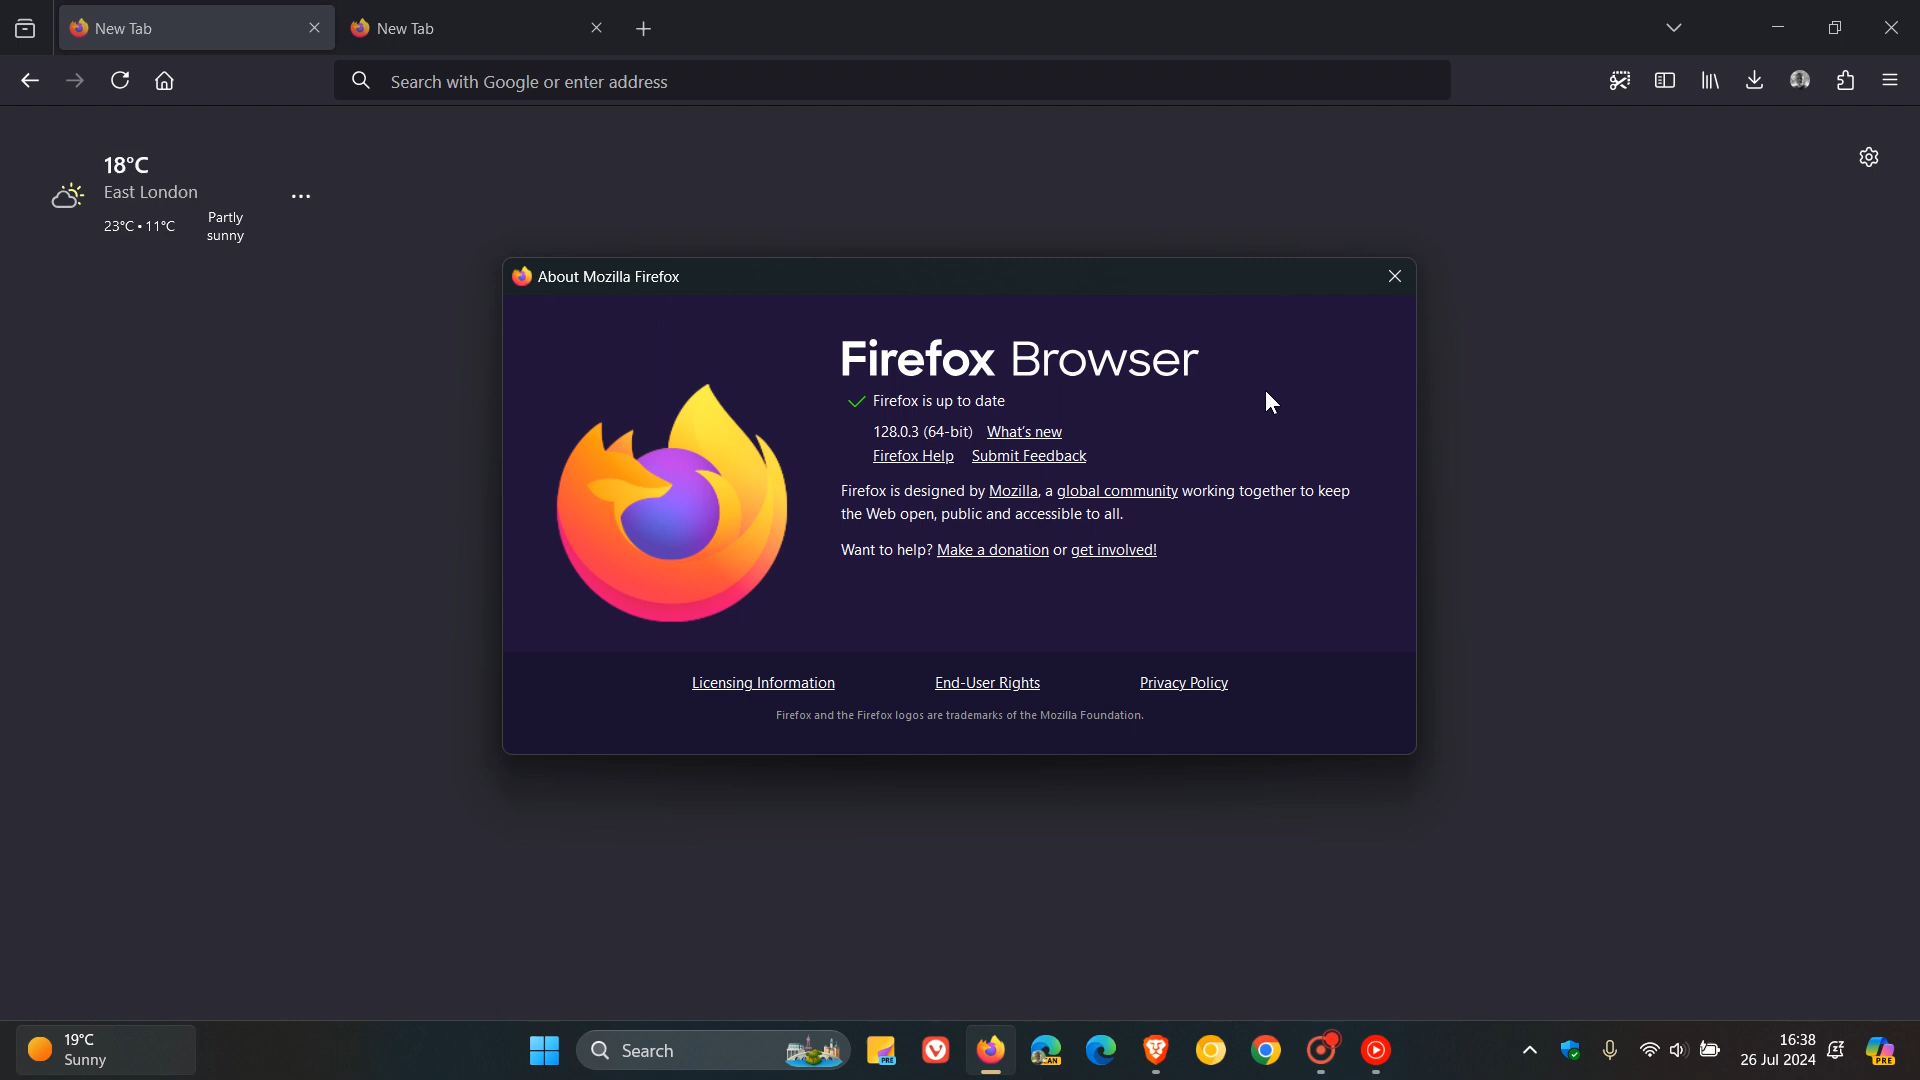 New Tab
New Tab
Search with Google or enter address
18°C
East London
23°C • 11°C
Partly
sunny
About Mozilla Firefox
Firefox Browser
Firefox is up to date
128.0.3 (64-bit) What's new
Firefox Help Submit Feedback
Firefox is designed by Mozilla, a global community working together to keep
the Web open, public and accessible to all.
Want to help? Make a donation or get involved!
Licensing Information End-User Rights Privacy Policy
Firefox and the Firefox logos are trademarks of the Mozilla Foundation.
19°C
Sunny
Search
PRE
CAN
16:38
26 Jul 2024
PRE